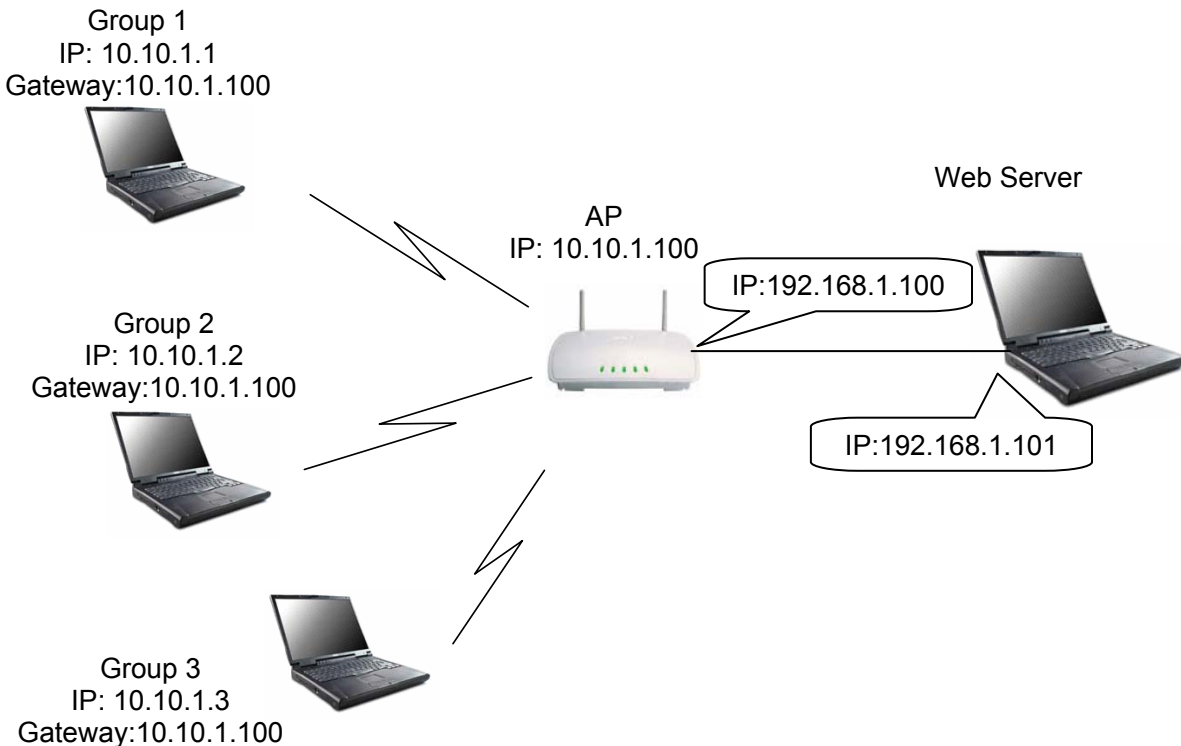 Group 1
IP: 10.10.1.1
Gateway:10.10.1.100
Web Server
AP
IP: 10.10.1.100
IP:192.168.1.100
Group 2
IP: 10.10.1.2
Gateway:10.10.1.100
IP:192.168.1.101
Group 3
IP: 10.10.1.3
Gateway:10.10.1.100